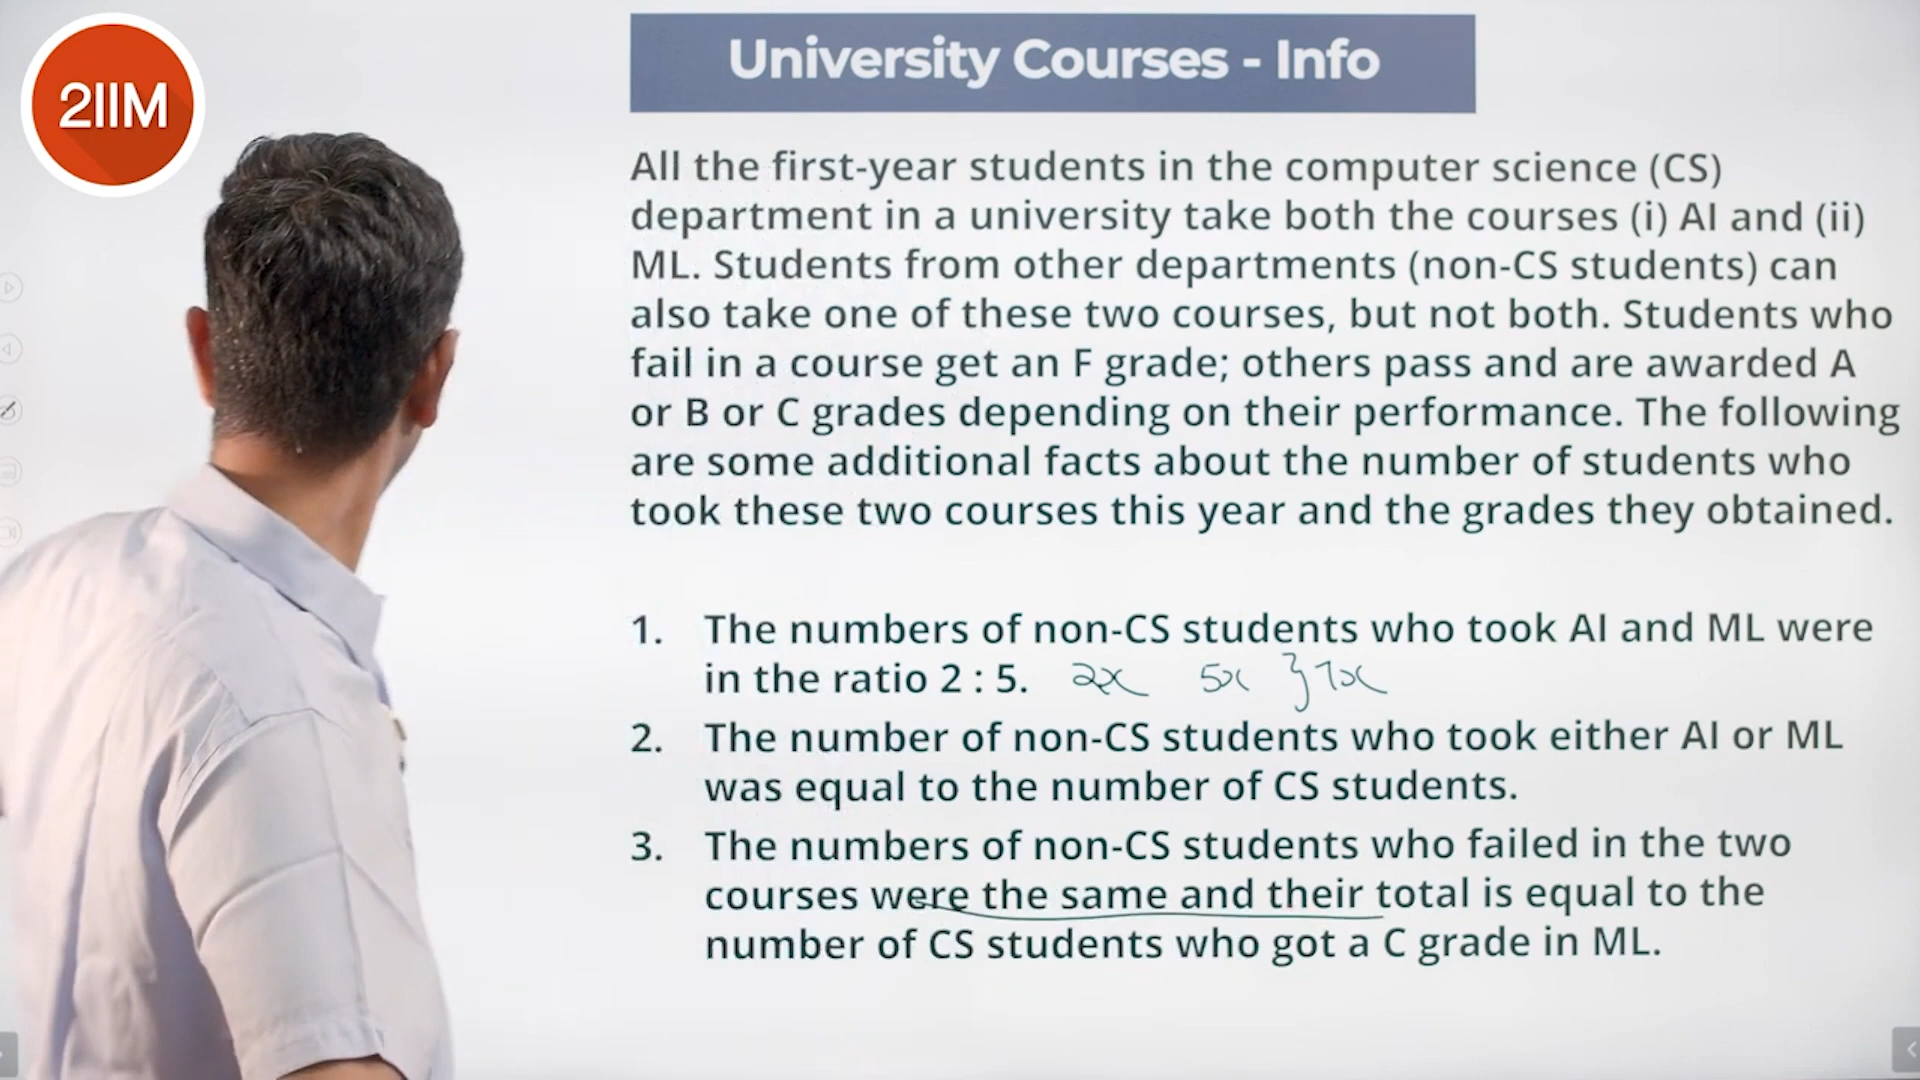 2IIM
University Courses - Info
All the first-year students in the computer science (CS)
department in a university take both the courses (i) AI and (ii)
ML. Students from other departments (non-CS students) can
also take one of these two courses, but not both. Students who
fail in a course get an F grade; others pass and are awarded A
or B or C grades depending on their performance. The following
are some additional facts about the number of students who
took these two courses this year and the grades they obtained.
1. The numbers of non-CS students who took AI and ML were
in the ratio 2 : 5. 2x 5x } 7x
2. The number of non-CS students who took either AI or ML
was equal to the number of CS students.
3. The numbers of non-CS students who failed in the two
courses were the same and their total is equal to the
number of CS students who got a C grade in ML.